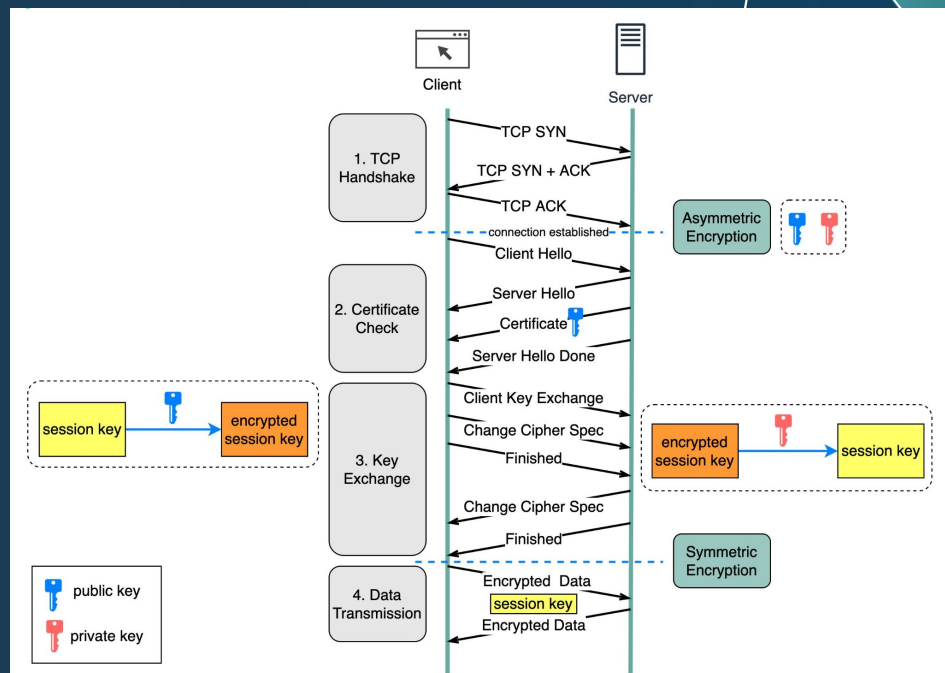 Client
Server
1. TCP
Handshake
TCP SYN
TCP SYN + ACK
TCP ACK
connection established
Asymmetric
Encryption
Client Hello
2. Certificate
Check
Server Hello
Certificate
Server Hello Done
session key
encrypted
session key
3. Key
Exchange
Client Key Exchange
Change Cipher Spec
Finished
Change Cipher Spec
Finished
encrypted
session key
session key
Symmetric
Encryption
4. Data
Transmission
Encrypted Data
session key
Encrypted Data
public key
private key